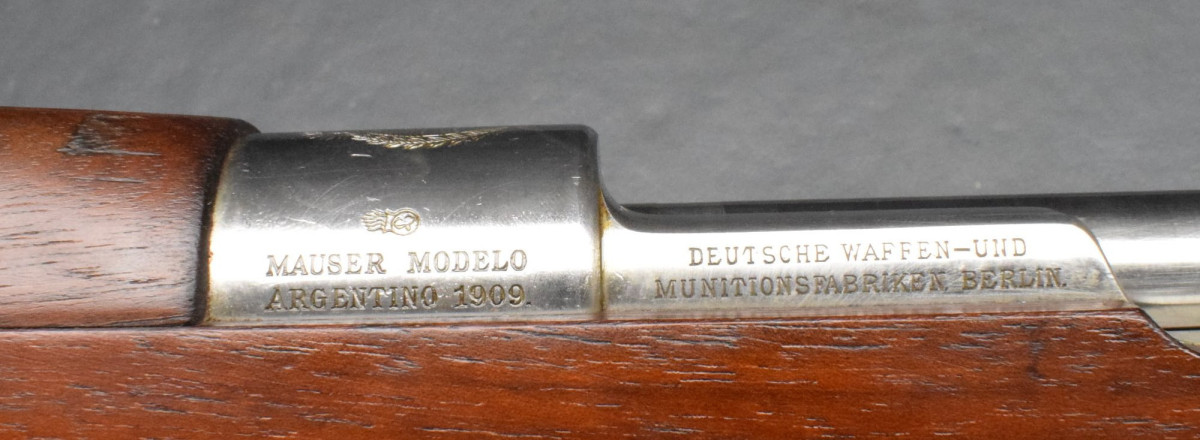 MAUSER MODELO
ARGENTINO 1909.
DEUTSCHE WAFFEN-UND
MUNITIONSFABRIKEN, BERLIN.